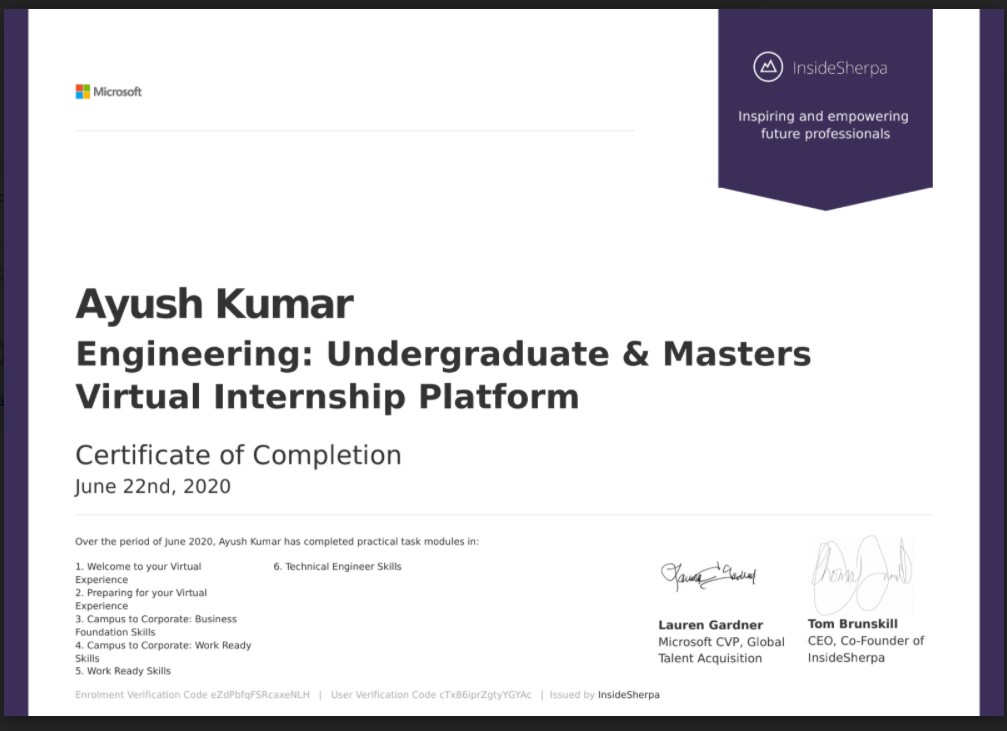 Microsoft
InsideSherpa
Inspiring and empowering
future professionals
Ayush Kumar
Engineering: Undergraduate & Masters
Virtual Internship Platform
Certificate of Completion
June 22nd, 2020
Over the period of June 2020, Ayush Kumar has completed practical task modules in:
1. Welcome to your Virtual
Experience
2. Preparing for your Virtual
Experience
3. Campus to Corporate: Business
Foundation Skills
4. Campus to Corporate: Work Ready
Skills
5. Work Ready Skills
6. Technical Engineer Skills
Lauren Gardner
Microsoft CVP, Global
Talent Acquisition
Tom Brunskill
CEO, Co-Founder of
InsideSherpa
Enrolment Verification Code eZdPbfqFSRcaxeNLH | User Verification Code cTx86iprZgtyYGYAc | Issued by InsideSherpa